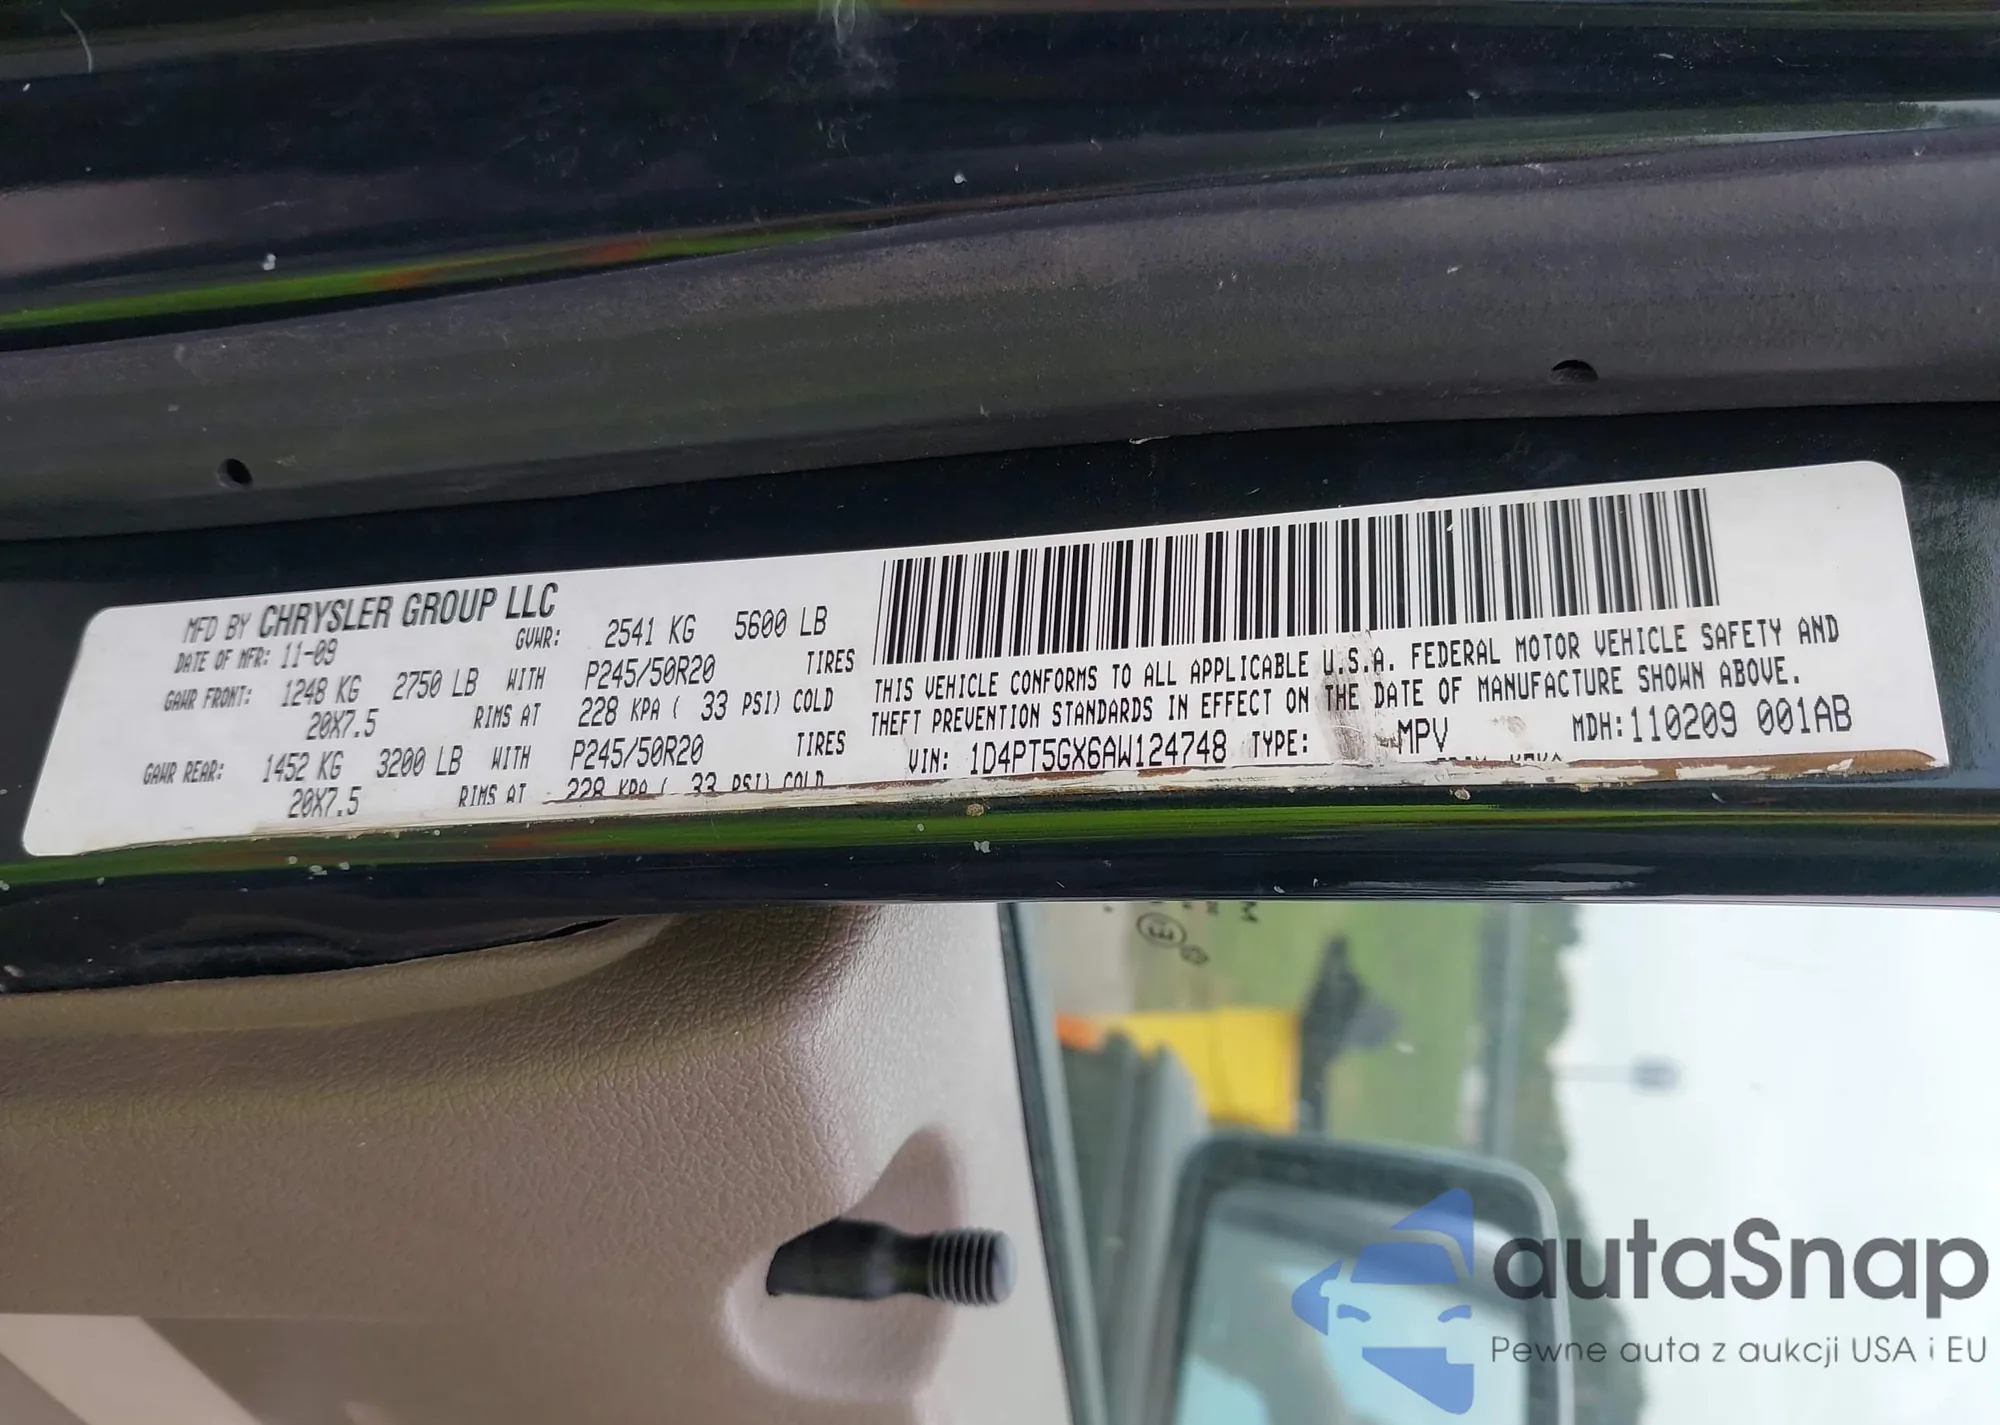 MFD BY CHRYSLER GROUP LLC
DATE OF MFR: 11-09 GVWR: 2541 KG 5600 LB
GAWR FRONT: 1248 KG 2750 LB WITH P245/50R20 TIRES
20X7.5 RIMS AT 228 KPA ( 33 PSI) COLD
GAWR REAR: 1452 KG 3200 LB WITH P245/50R20 TIRES
20X7.5 RIMS AT 228 KPA ( 33 PSI) COLD
THIS VEHICLE CONFORMS TO ALL APPLICABLE U.S.A. FEDERAL MOTOR VEHICLE SAFETY AND
THEFT PREVENTION STANDARDS IN EFFECT ON THE DATE OF MANUFACTURE SHOWN ABOVE.
VIN: 1D4PT5GX6AW124748 TYPE: MPV MDH:110209 001AB
autaSnap
Pewne auta z aukcji USA i EU